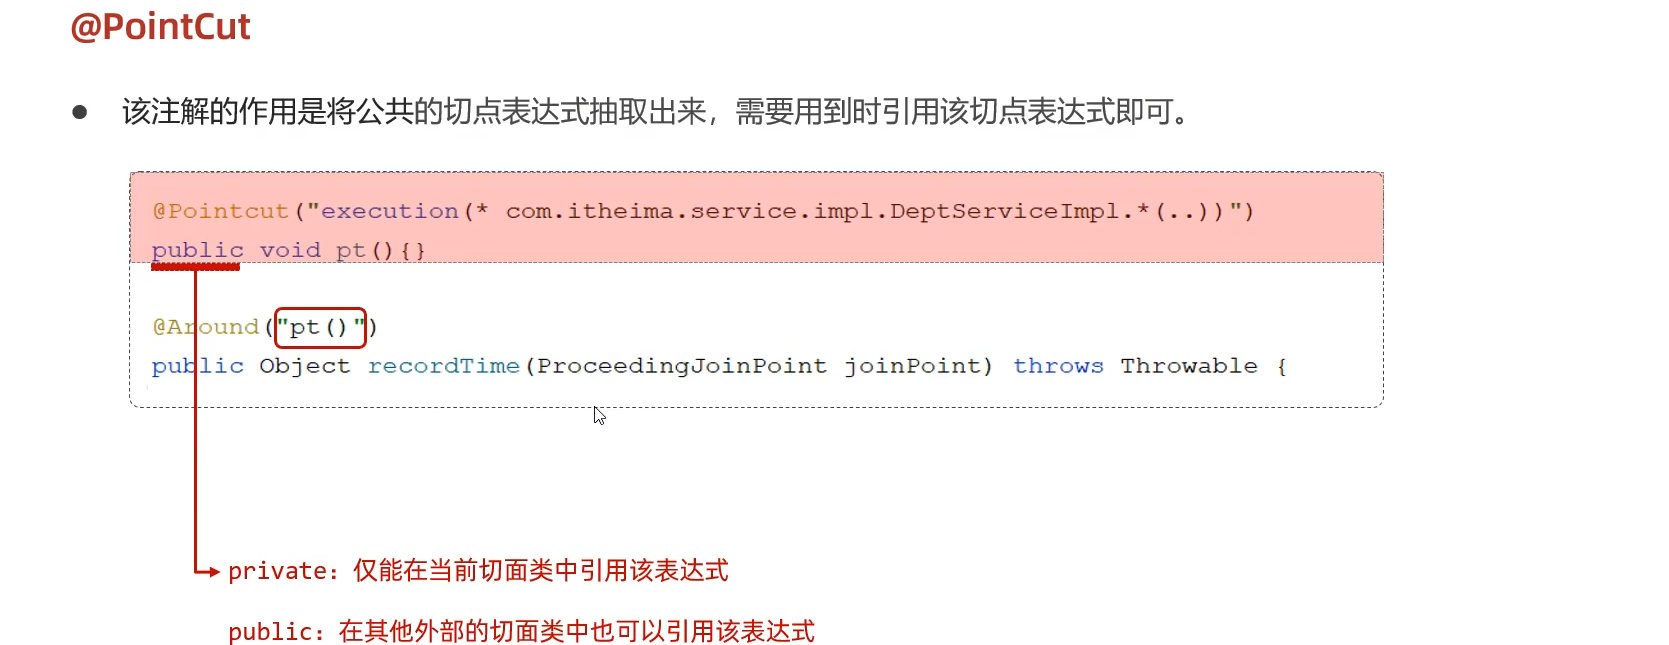 @PointCut
● 该注解的作用是将公共的切点表达式抽取出来，需要用到时引用该切点表达式即可。
@Pointcut("execution(* com.itheima.service.impl.DeptServiceImpl.*(..))")
public void pt(){}
@Around("pt()")
public Object recordTime(ProceedingJoinPoint joinPoint) throws Throwable {
private：仅能在当前切面类中引用该表达式
public：在其他外部的切面类中也可以引用该表达式